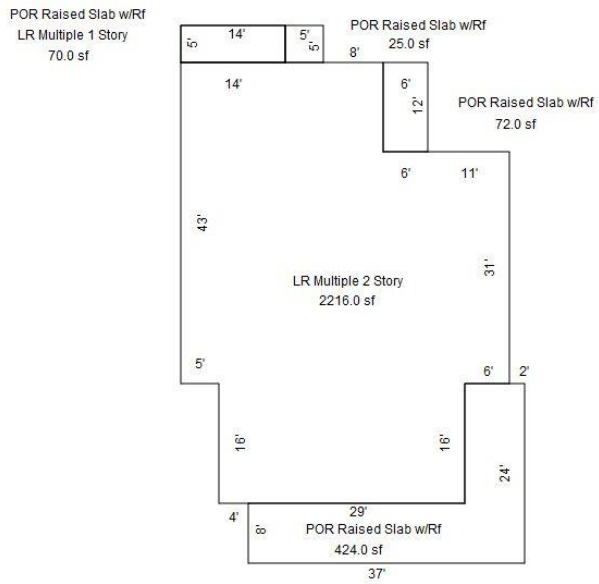 POR Raised Slab w/Rf
LR Multiple 1 Story
70.0 sf
14'
5'
5'
5'
POR Raised Slab w/Rf
25.0 sf
8'
14'
6'
12'
POR Raised Slab w/Rf
72.0 sf
6'
11'
43'
31'
LR Multiple 2 Story
2216.0 sf
5'
6'
2'
16'
16'
24'
4'
29'
8'
POR Raised Slab w/Rf
424.0 sf
37'